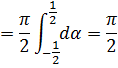 = π/2 ∫_{-1/2}^{1/2} dα = π/2